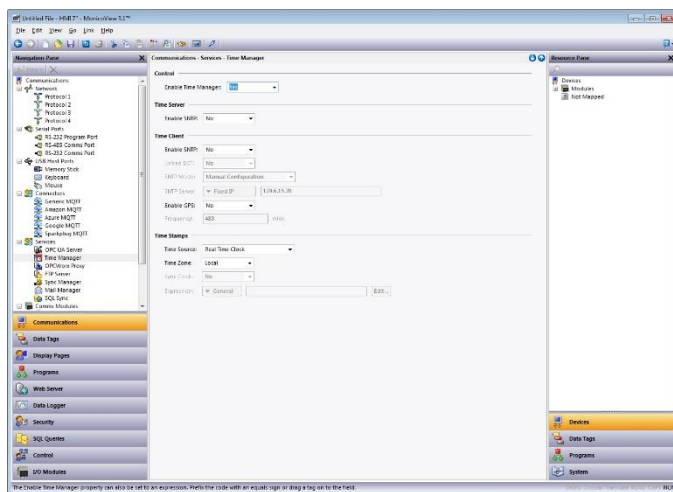 Untitled File - HMI 7" - MonicoView 3.1™
File Edit View Go Link Help
Navigation Pane
Communications
Network
Protocol 1
Protocol 2
Protocol 3
Protocol 4
Serial Ports
RS-232 Program Port
RS-485 Comms Port
RS-232 Comms Port
USB Host Ports
Memory Stick
Keyboard
Mouse
Connectors
Generic MQTT
Amazon MQTT
Azure MQTT
Google MQTT
Sparkplug MQTT
Services
OPC UA Server
Time Manager
OPCWorx Proxy
FTP Server
Sync Manager
Mail Manager
SQL Sync
Comms Modules
Communications
Data Tags
Display Pages
Programs
Web Server
Data Logger
Security
SQL Queries
Control
I/O Modules
Communications - Services - Time Manager
Control
Enable Time Manager: Yes
Time Server
Enable SNTP: No
Time Client
Enable SNTP: No
Linked DST: No
SNTP Mode: Manual Configuration
SNTP Server: Fixed IP
Enable GPS: No
Frequency: 480 mins
Time Stamps
Time Source: Real Time Clock
Time Zone: Local
Sync Clock: No
Expression: General Edit...
Resource Pane
Devices
Modules
Not Mapped
Devices
Data Tags
Programs
System
The Enable Time Manager property can also be set to an expression. Prefix the code with an equals sign or drag a tag on to the field.